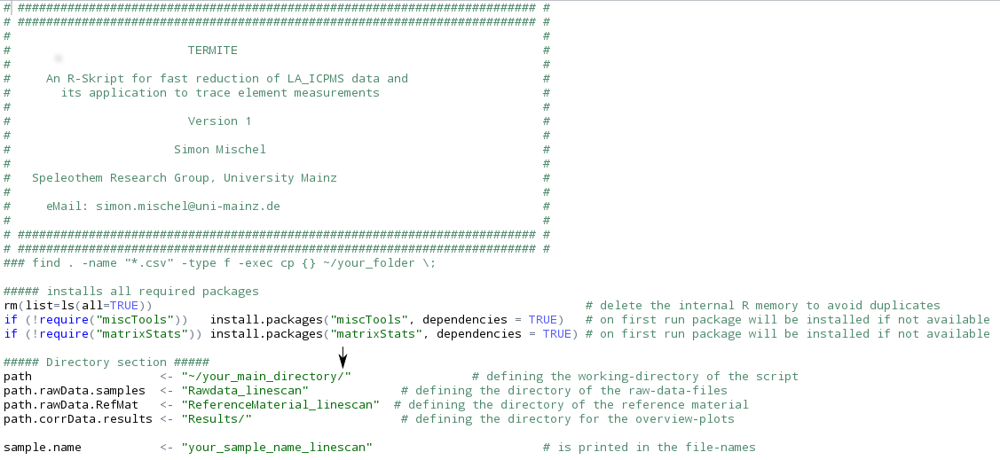 # ######################################################################### #
# ######################################################################### #
# #
# TERMITE #
# #
# An R-Skript for fast reduction of LA_ICPMS data and #
# its application to trace element measurements #
# #
# Version 1 #
# #
# Simon Mischel #
# #
# Speleothem Research Group, University Mainz #
# #
# eMail: simon.mischel@uni-mainz.de #
# #
# ######################################################################### #
# ######################################################################### #
### find . -name "*.csv" -type f -exec cp {} ~/your_folder \;
##### installs all required packages
rm(list=ls(all=TRUE)) # delete the internal R memory to avoid duplicates
if (!require("miscTools")) install.packages("miscTools", dependencies = TRUE) # on first run package will be installed if not available
if (!require("matrixStats")) install.packages("matrixStats", dependencies = TRUE) # on first run package will be installed if not available
##### Directory section #####
path <- "~/your_main_directory/" # defining the working-directory of the script
path.rawData.samples <- "Rawdata_linescan" # defining the directory of the raw-data-files
path.rawData.RefMat <- "ReferenceMaterial_linescan" # defining the directory of the reference material
path.corrData.results <- "Results/" # defining the directory for the overview-plots
sample.name <- "your_sample_name_linescan" # is printed in the file-names